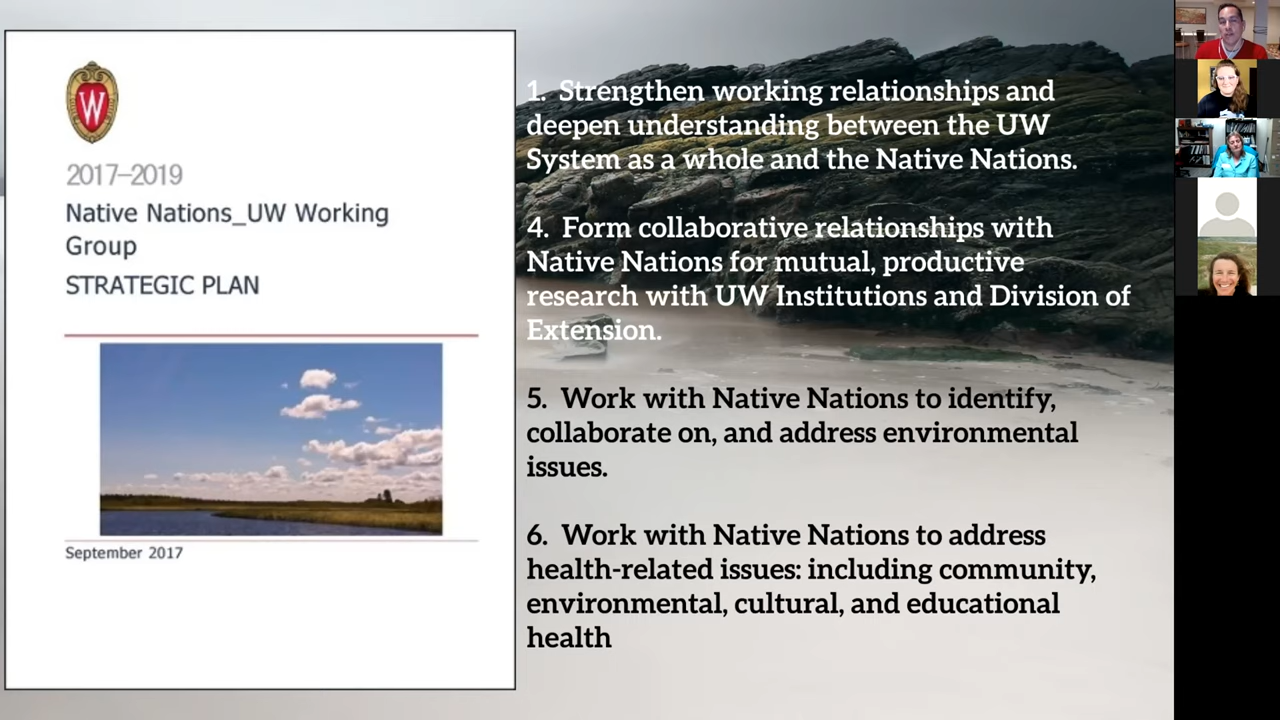 W
2017–2019
Native Nations_UW Working
Group
STRATEGIC PLAN
September 2017
1. Strengthen working relationships and
deepen understanding between the UW
System as a whole and the Native Nations.
4. Form collaborative relationships with
Native Nations for mutual, productive
research with UW Institutions and Division of
Extension.
5. Work with Native Nations to identify,
collaborate on, and address environmental
issues.
6. Work with Native Nations to address
health-related issues: including community,
environmental, cultural, and educational
health